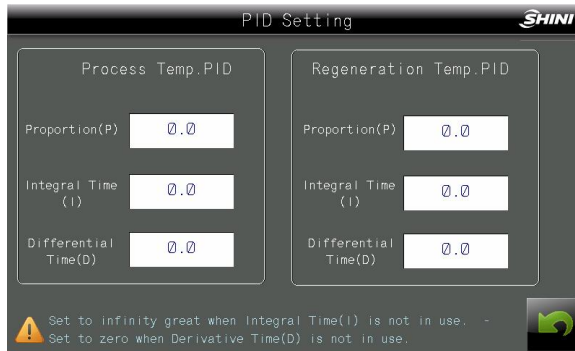 PID Setting
SHINI
Process Temp.PID
Proportion(P)
0.0
Integral Time
(I)
0.0
Differential
Time(D)
0.0
Regeneration Temp.PID
Proportion(P)
0.0
Integral Time
(I)
0.0
Differential
Time(D)
0.0
Set to infinity great when Integral Time(I) is not in use. -
Set to zero when Derivative Time(D) is not in use.